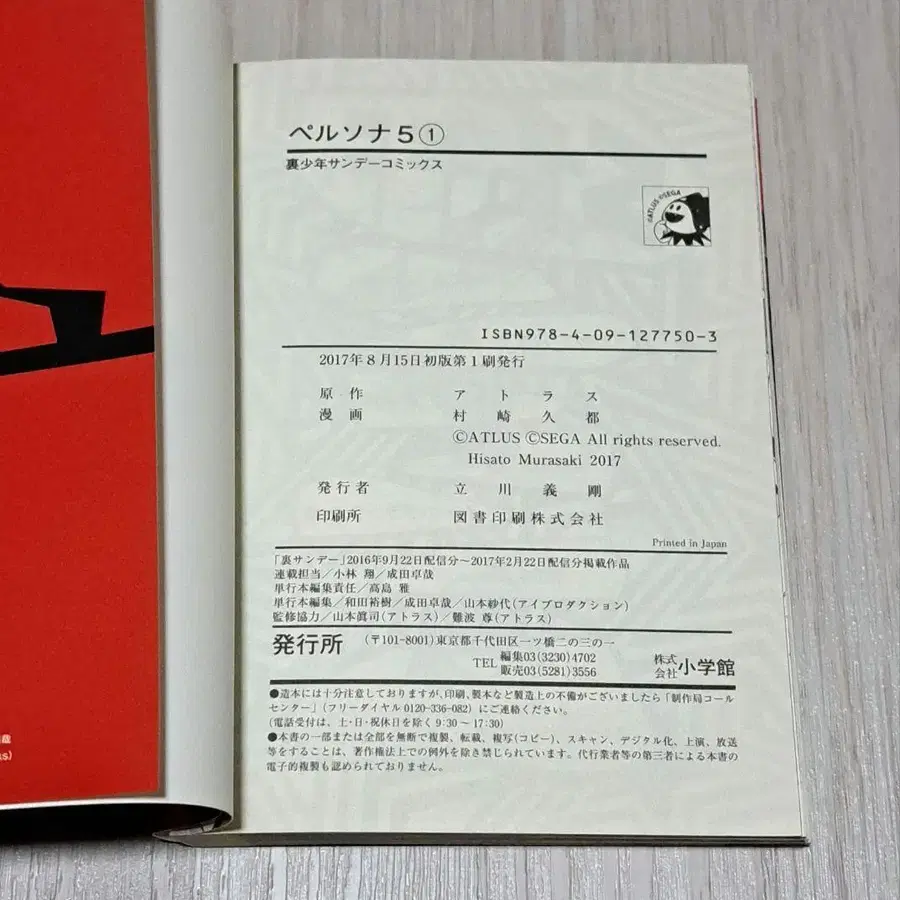 ペルソナ5①
裏少年サンデーコミックス
©ATLUS ©SEGA
ISBN978-4-09-127750-3
2017年8月15日初版第1刷発行
原作 アトラス
漫画 村崎久都
©ATLUS ©SEGA All rights reserved.
Hisato Murasaki 2017
発行者 立川義剛
印刷所 図書印刷株式会社
Printed in Japan
「裏サンデー」2016年9月22日配信分〜2017年2月22日配信分掲載作品
連載担当／小林 翔／成田卓哉
単行本編集責任／高島 雅
単行本編集／和田裕樹／成田卓哉／山本紗代(アイプロダクション)
監修協力／山本眞司(アトラス)／難波 尊(アトラス)
発行所 (〒101-8001)東京都千代田区一ツ橋二の三の一
TEL 編集03(3230)4702
販売03(5281)3556
株式会社小学館
●造本には十分注意しておりますが、印刷、製本など製造上の不備がございましたら「制作局コール
センター」(フリーダイヤル0120-336-082)にご連絡ください。
(電話受付は、土・日・祝休日を除く9:30〜17:30)
●本書の一部または全部を無断で複製、転載、複写(コピー)、スキャン、デジタル化、上演、放送
等をすることは、著作権法上での例外を除き禁じられています。代行業者等の第三者による本書の
電子的複製も認められておりません。